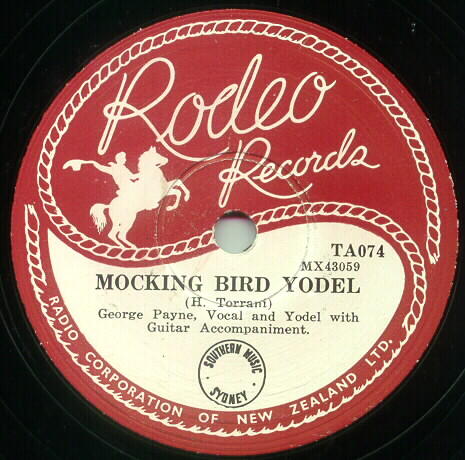 Rodeo
Records
TA074
MX43059
MOCKING BIRD YODEL
(H. Torrani)
George Payne, Vocal and Yodel with
Guitar Accompaniment.
SOUTHERN MUSIC
SYDNEY
RADIO CORPORATION OF NEW ZEALAND LTD.